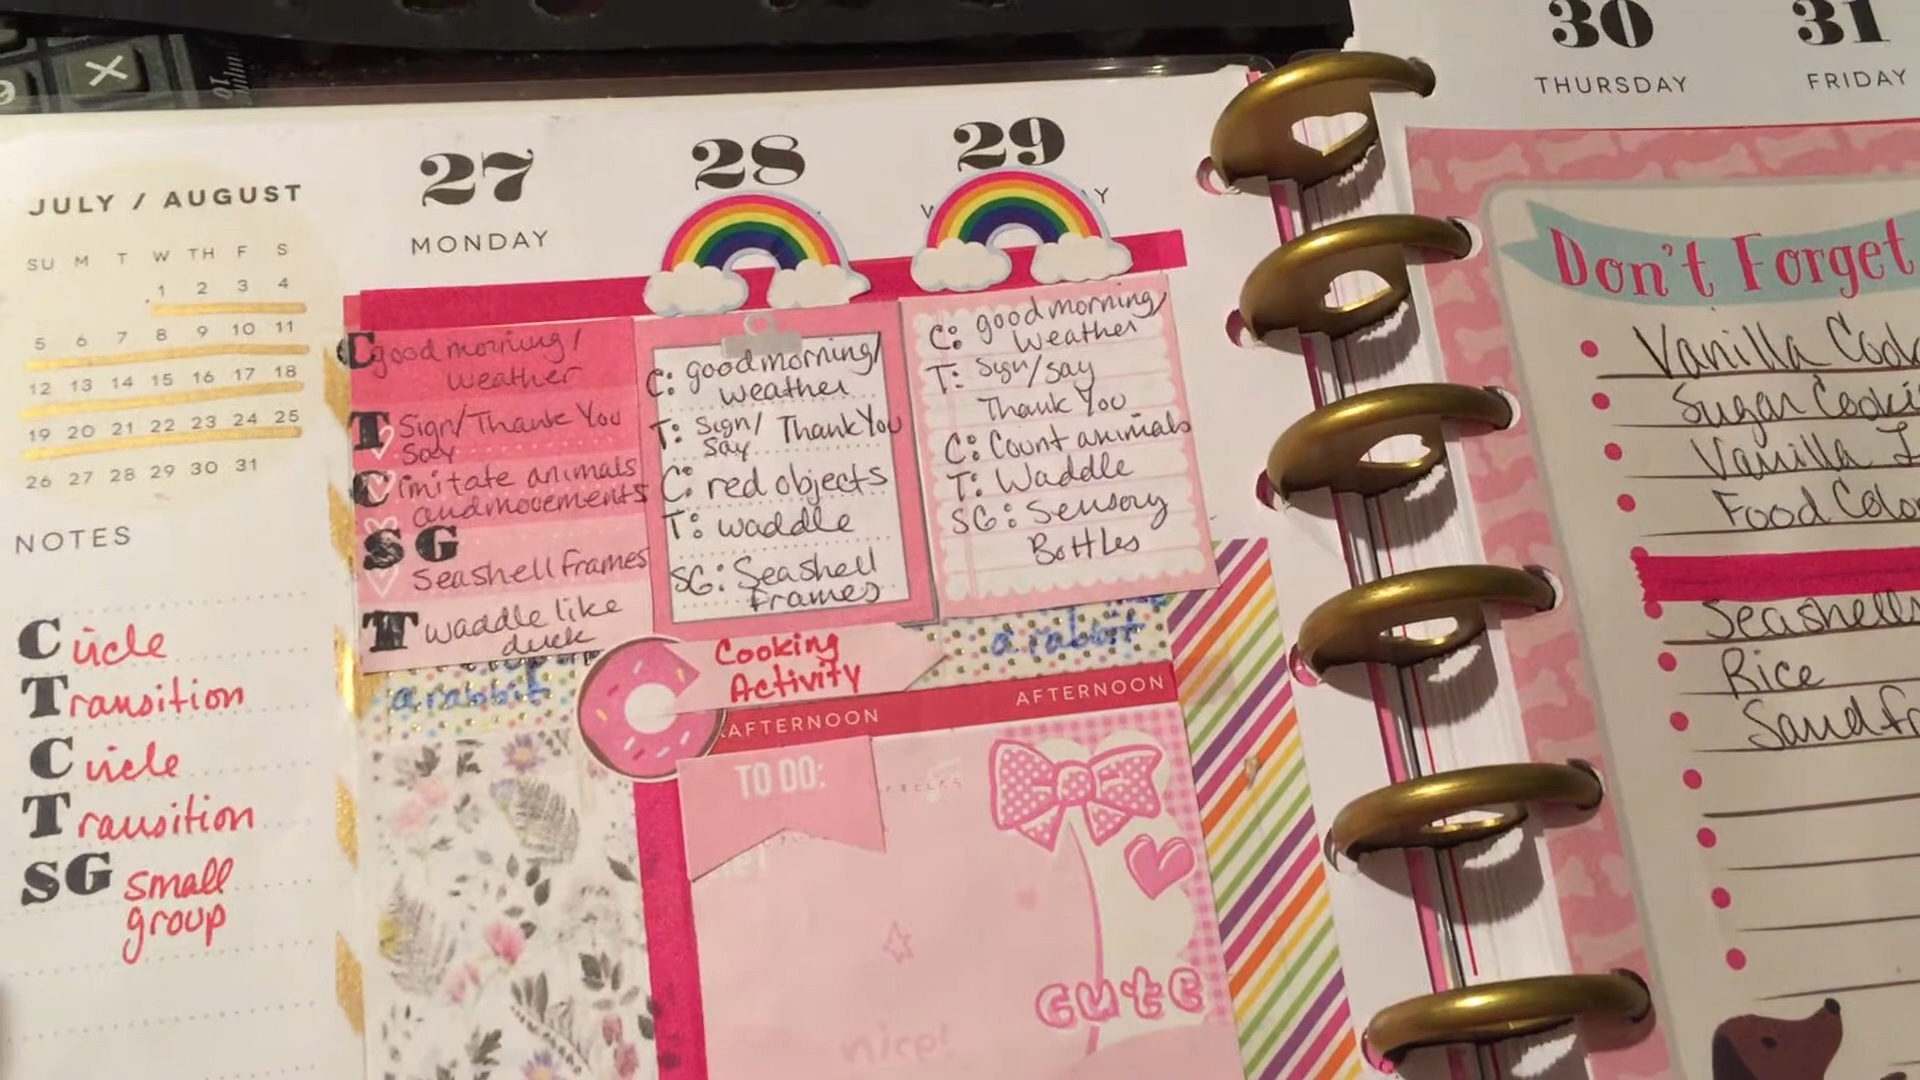 JULY / AUGUST
SU M T W TH F S
1 2 3 4
5 6 7 8 9 10 11
12 13 14 15 16 17 18
19 20 21 22 23 24 25
26 27 28 29 30 31
NOTES
Circle
Transition
Circle
Transition
SG small
group
27
MONDAY
C good morning/
weather
T Sign/ Thank You
Say
C imitate animals
and movements
SG
seashell frames
T waddle like
duck
a rabbit
28
C: good morning/
weather
T: Sign/ Thank You
Say
C: red objects
T: waddle
SG: Seashell
Frames
Cooking
Activity
AFTERNOON
TO DO:
29
W Y
C: good morning/
Weather
T: Sign/say
Thank You
C: Count animals
T: Waddle
SG: Sensory
Bottles
a rabbit
AFTERNOON
cute
nice!
30
THURSDAY
31
FRIDAY
Don't Forget
Vanilla
Sugar
Vanilla
Food
Seashells
Rice
Sand
X
9